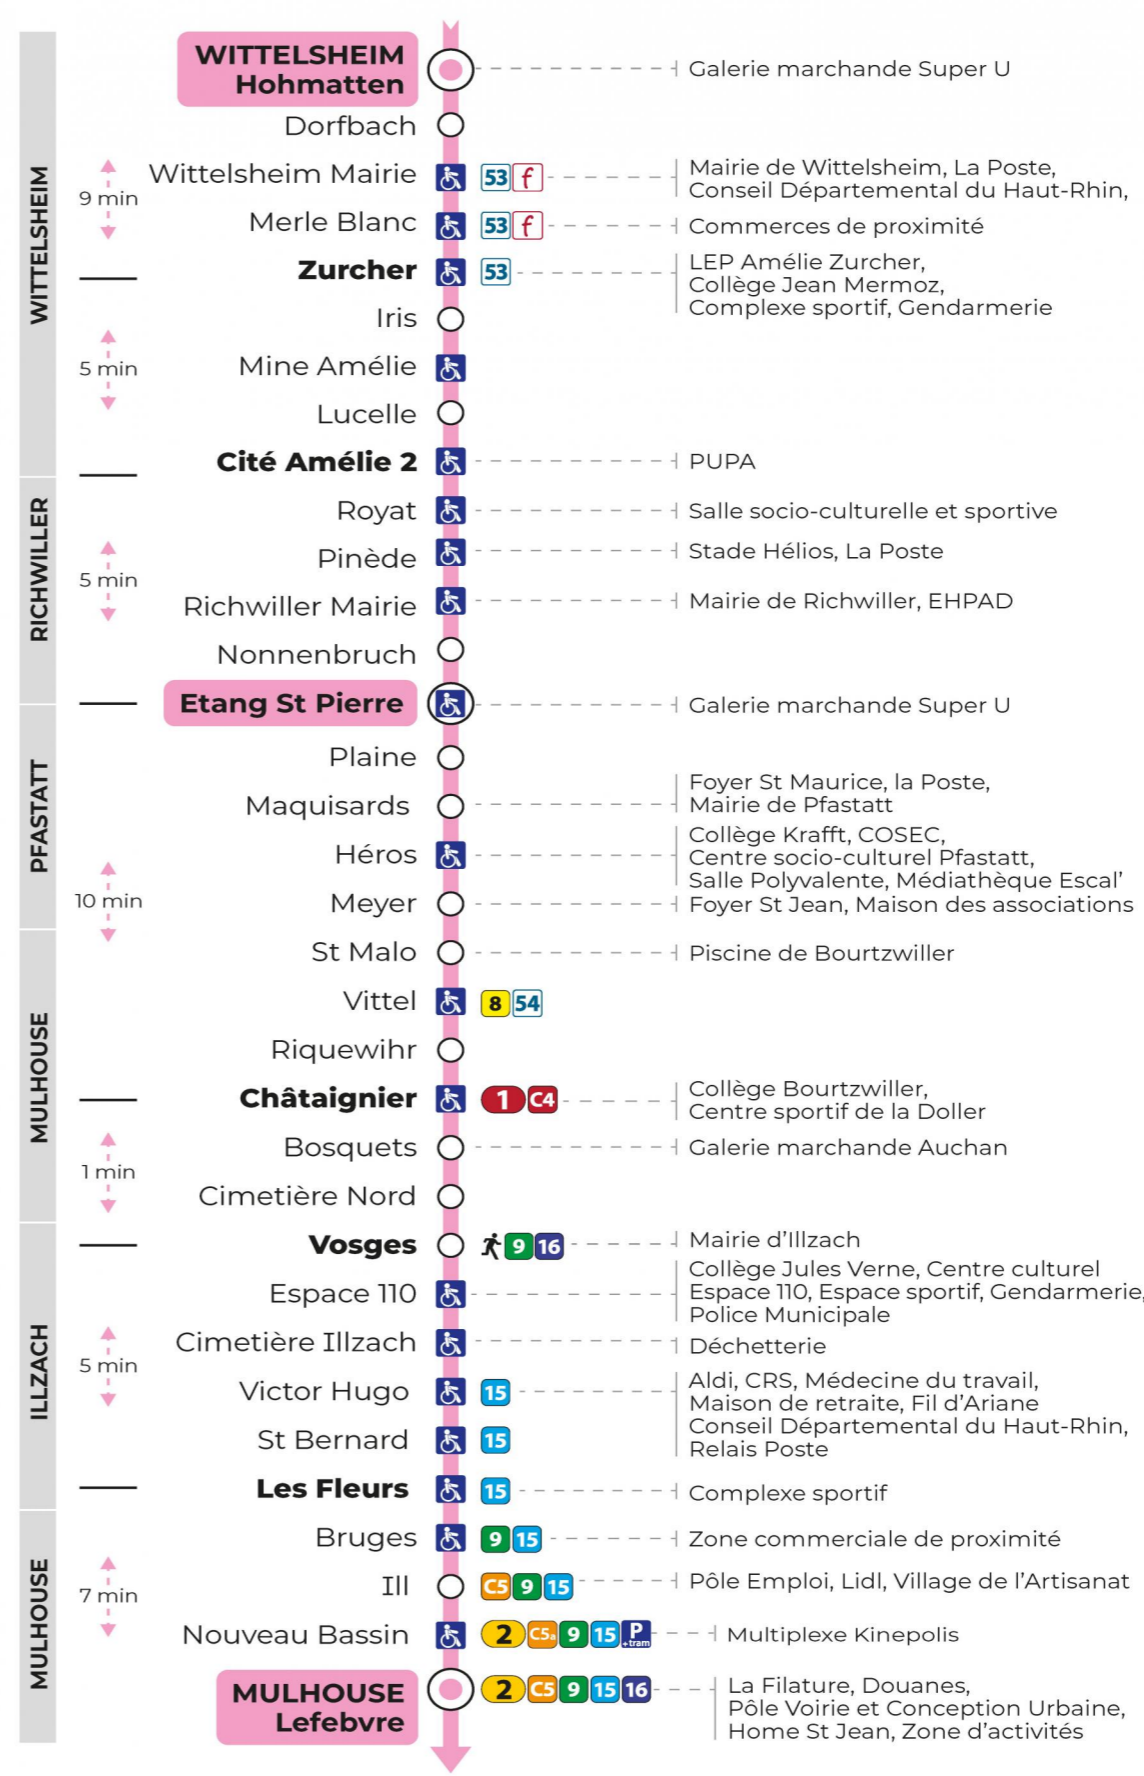 WITTELSHEIM
Hohmatten
Galerie marchande Super U
Dorfbach
WITTELSHEIM
9 min
Wittelsheim Mairie
53 f
Mairie de Wittelsheim, La Poste,
Conseil Départemental du Haut-Rhin,
Merle Blanc
53 f
Commerces de proximité
Zurcher
53
LEP Amélie Zurcher,
Collège Jean Mermoz,
Complexe sportif, Gendarmerie
Iris
5 min
Mine Amélie
Lucelle
Cité Amélie 2
PUPA
RICHWILLER
Royat
Salle socio-culturelle et sportive
5 min
Pinède
Stade Hélios, La Poste
Richwiller Mairie
Mairie de Richwiller, EHPAD
Nonnenbruch
Etang St Pierre
Galerie marchande Super U
PFASTATT
Plaine
Maquisards
Foyer St Maurice, la Poste,
Mairie de Pfastatt
Héros
Collège Krafft, COSEC,
Centre socio-culturel Pfastatt,
Salle Polyvalente, Médiathèque Escal’
10 min
Meyer
Foyer St Jean, Maison des associations
MULHOUSE
St Malo
Piscine de Bourtzwiller
Vittel
8 54
Riquewihr
Châtaignier
1 C4
Collège Bourtzwiller,
Centre sportif de la Doller
1 min
Bosquets
Galerie marchande Auchan
Cimetière Nord
ILLZACH
Vosges
9 16
Mairie d’Illzach
Espace 110
Collège Jules Verne, Centre culturel
Espace 110, Espace sportif, Gendarmerie,
Police Municipale
5 min
Cimetière Illzach
Déchetterie
Victor Hugo
15
Aldi, CRS, Médecine du travail,
Maison de retraite, Fil d’Ariane
Conseil Départemental du Haut-Rhin,
Relais Poste
St Bernard
15
Les Fleurs
15
Complexe sportif
MULHOUSE
Bruges
9 15
Zone commerciale de proximité
7 min
Ill
C5 9 15
Pôle Emploi, Lidl, Village de l’Artisanat
Nouveau Bassin
2 C5a 9 15 P
+tram
Multiplexe Kinepolis
MULHOUSE
Lefebvre
2 C5 9 15 16
La Filature, Douanes,
Pôle Voirie et Conception Urbaine,
Home St Jean, Zone d’activités